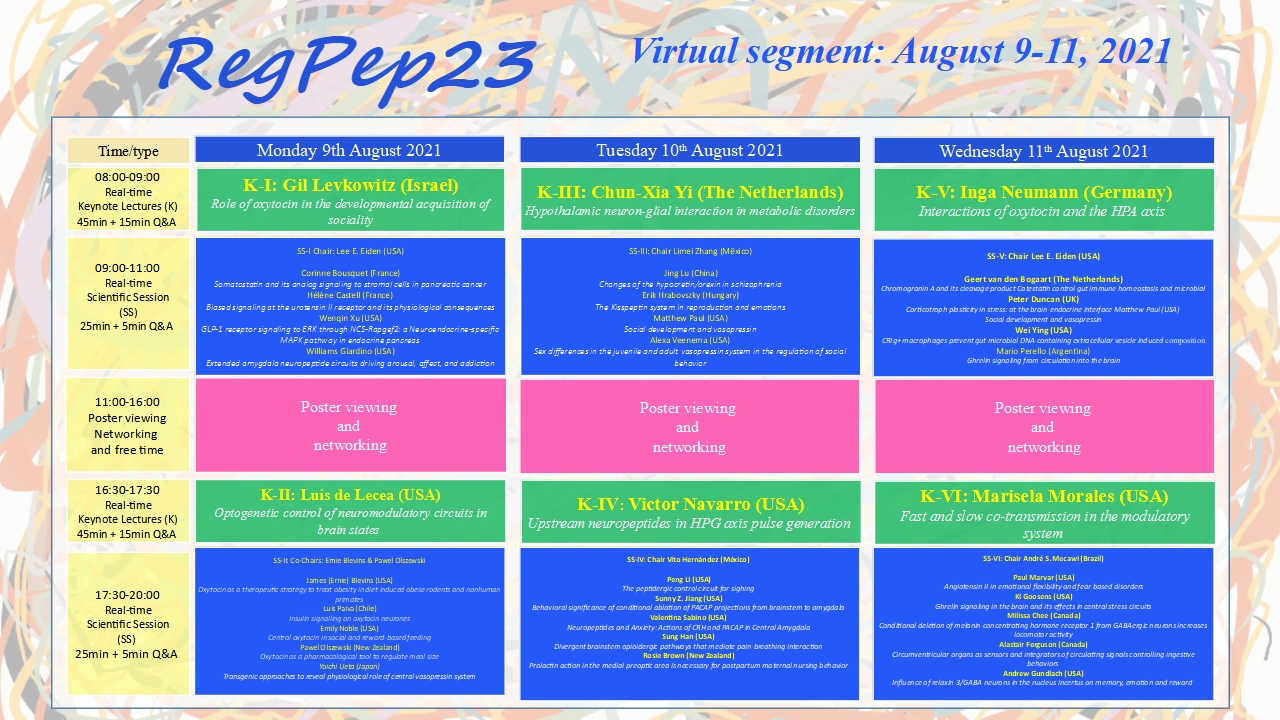 RegPep23
Virtual segment: August 9-11, 2021
Time/type
Monday 9th August 2021
Tuesday 10th August 2021
Wednesday 11th August 2021
08:00-09:00
Real-time
Keynote Lectures (K)
45min + 15min Q&A
K-I: Gil Levkowitz (Israel)
Role of oxytocin in the developmental acquisition of
sociality
K-III: Chun-Xia Yi (The Netherlands)
Hypothalamic neuron-glial interaction in metabolic disorders
K-V: Inga Neumann (Germany)
Interactions of oxytocin and the HPA axis
09:00-11:00
Real-time
Scientific Session
(SS)
25min + 5min Q&A
SS-I Chair: Lee E. Eiden (USA)
Corinne Bousquet (France)
Somatostatin and its analog signaling to stromal cells in pancreatic cancer
Hélène Castell (France)
Biased signaling at the urotensin II receptor and its physiological consequences
Wenqin Xu (USA)
GLP-1 receptor signaling to ERK through NCS-Rapgef2: a Neuroendocrine-specific
MAPK pathway in endocrine pancreas
Williams Giardino (USA)
Extended amygdala neuropeptide circuits driving arousal, affect, and addiction
SS-III: Chair Limei Zhang (México)
Jing Lu (China)
Changes of the hypocretin/orexin in schizophrenia
Erik Hrabovszky (Hungary)
The Kisspeptin system in reproduction and emotions
Matthew Paul (USA)
Social development and vasopressin
Alexa Veenema (USA)
Sex differences in the juvenile and adult vasopressin system in the regulation of social
behavior
SS-V: Chair Lee E. Eiden (USA)
Geert van den Bogaart (The Netherlands)
Chromogranin A and its cleavage product Catestatin control gut immune homeostasis and microbial
Peter Duncan (UK)
Corticotroph plasticity in stress: at the brain-endocrine interface Matthew Paul (USA)
Social development and vasopressin
Wei Ying (USA)
CRIg+ macrophages prevent gut microbial DNA containing extracellular vesicle induced composition
Mario Perello (Argentina)
Ghrelin signaling from circulation into the brain
11:00-16:00
Poster viewing
Networking
and free time
Poster viewing
and
networking
Poster viewing
and
networking
Poster viewing
and
networking
16:30-17:30
Real-time
Keynote Lectures (K)
45min + 15min Q&A
K-II: Luis de Lecea (USA)
Optogenetic control of neuromodulatory circuits in
brain states
K-IV: Victor Navarro (USA)
Upstream neuropeptides in HPG axis pulse generation
K-VI: Marisela Morales (USA)
Fast and slow co-transmission in the modulatory
system
17:30-20:00
Real-time
Scientific Session
(SS)
25min + 5min Q&A
SS-II Co-Chairs: Ernie Blevins & Pawel Olszewski
James (Ernie) Blevins (USA)
Oxytocin as a therapeutic strategy to treat obesity in diet-induced obese rodents and nonhuman
primates
Luis Paiva (Chile)
Insulin signalling on oxytocin neurones
Emily Noble (USA)
Central oxytocin in social and reward-based feeding
Pawel Olszewski (New Zealand)
Oxytocin as a pharmacological tool to regulate meal size
Yoichi Ueta (Japan)
Transgenic approaches to reveal physiological role of central vasopressin system
SS-IV: Chair Vito Hernández (México)
Peng Li (USA)
The peptidergic control circuit for sighing
Sunny Z. Jiang (USA)
Behavioral significance of conditional ablation of PACAP projections from brainstem to amygdala
Valentina Sabino (USA)
Neuropeptides and Anxiety: Actions of CRH and PACAP in Central Amygdala
Sung Han (USA)
Divergent brainstem opioidergic pathways that mediate pain-breathing interaction
Rosie Brown (New Zealand)
Prolactin action in the medial preoptic area is necessary for postpartum maternal nursing behavior
SS-VI: Chair André S. Mecawi (Brazil)
Paul Marvar (USA)
Angiotensin II in emotional flexibility and fear based disorders
Ki Goosens (USA)
Ghrelin signaling in the brain and its effects in central stress circuits
Milissa Chee (Canada)
Conditional deletion of melanin concentrating hormone receptor 1 from GABAergic neurons increases
locomotor activity
Alastair Ferguson (Canada)
Circumventricular organs as sensors and integrators of circulating signals controlling ingestive
behaviors
Andrew Gundlach (USA)
Influence of relaxin 3/GABA neurons in the nucleus incertus on memory, emotion and reward